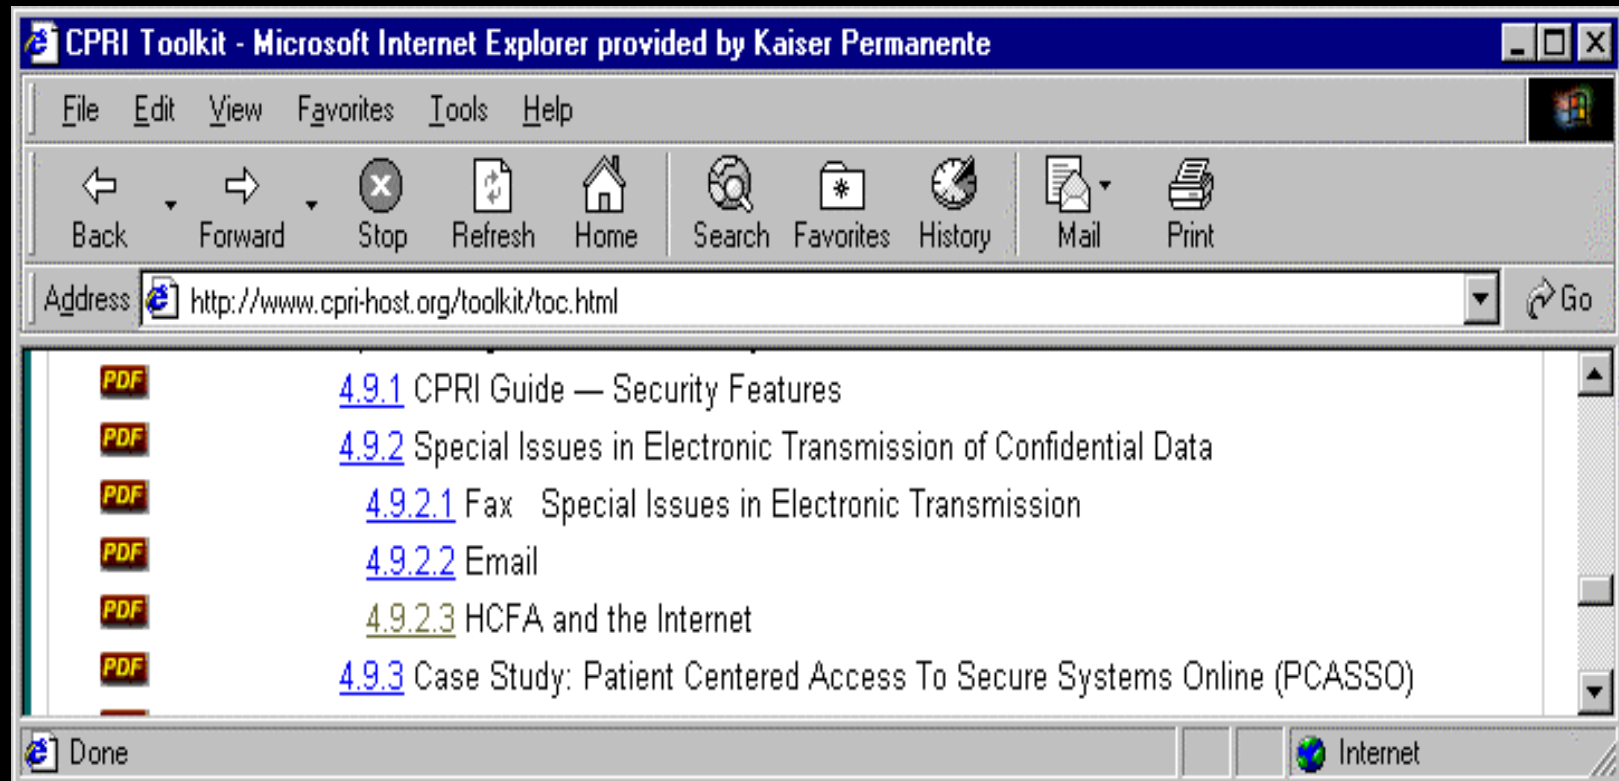 CPRI Toolkit - Microsoft Internet Explorer provided by Kaiser Permanente
File Edit View Favorites Tools Help
Back Forward Stop Refresh Home Search Favorites History Mail Print
Address http://www.cpri-host.org/toolkit/toc.html Go
PDF 4.9.1 CPRI Guide — Security Features
PDF 4.9.2 Special Issues in Electronic Transmission of Confidential Data
PDF 4.9.2.1 Fax Special Issues in Electronic Transmission
PDF 4.9.2.2 Email
PDF 4.9.2.3 HCFA and the Internet
PDF 4.9.3 Case Study: Patient Centered Access To Secure Systems Online (PCASSO)
Done Internet